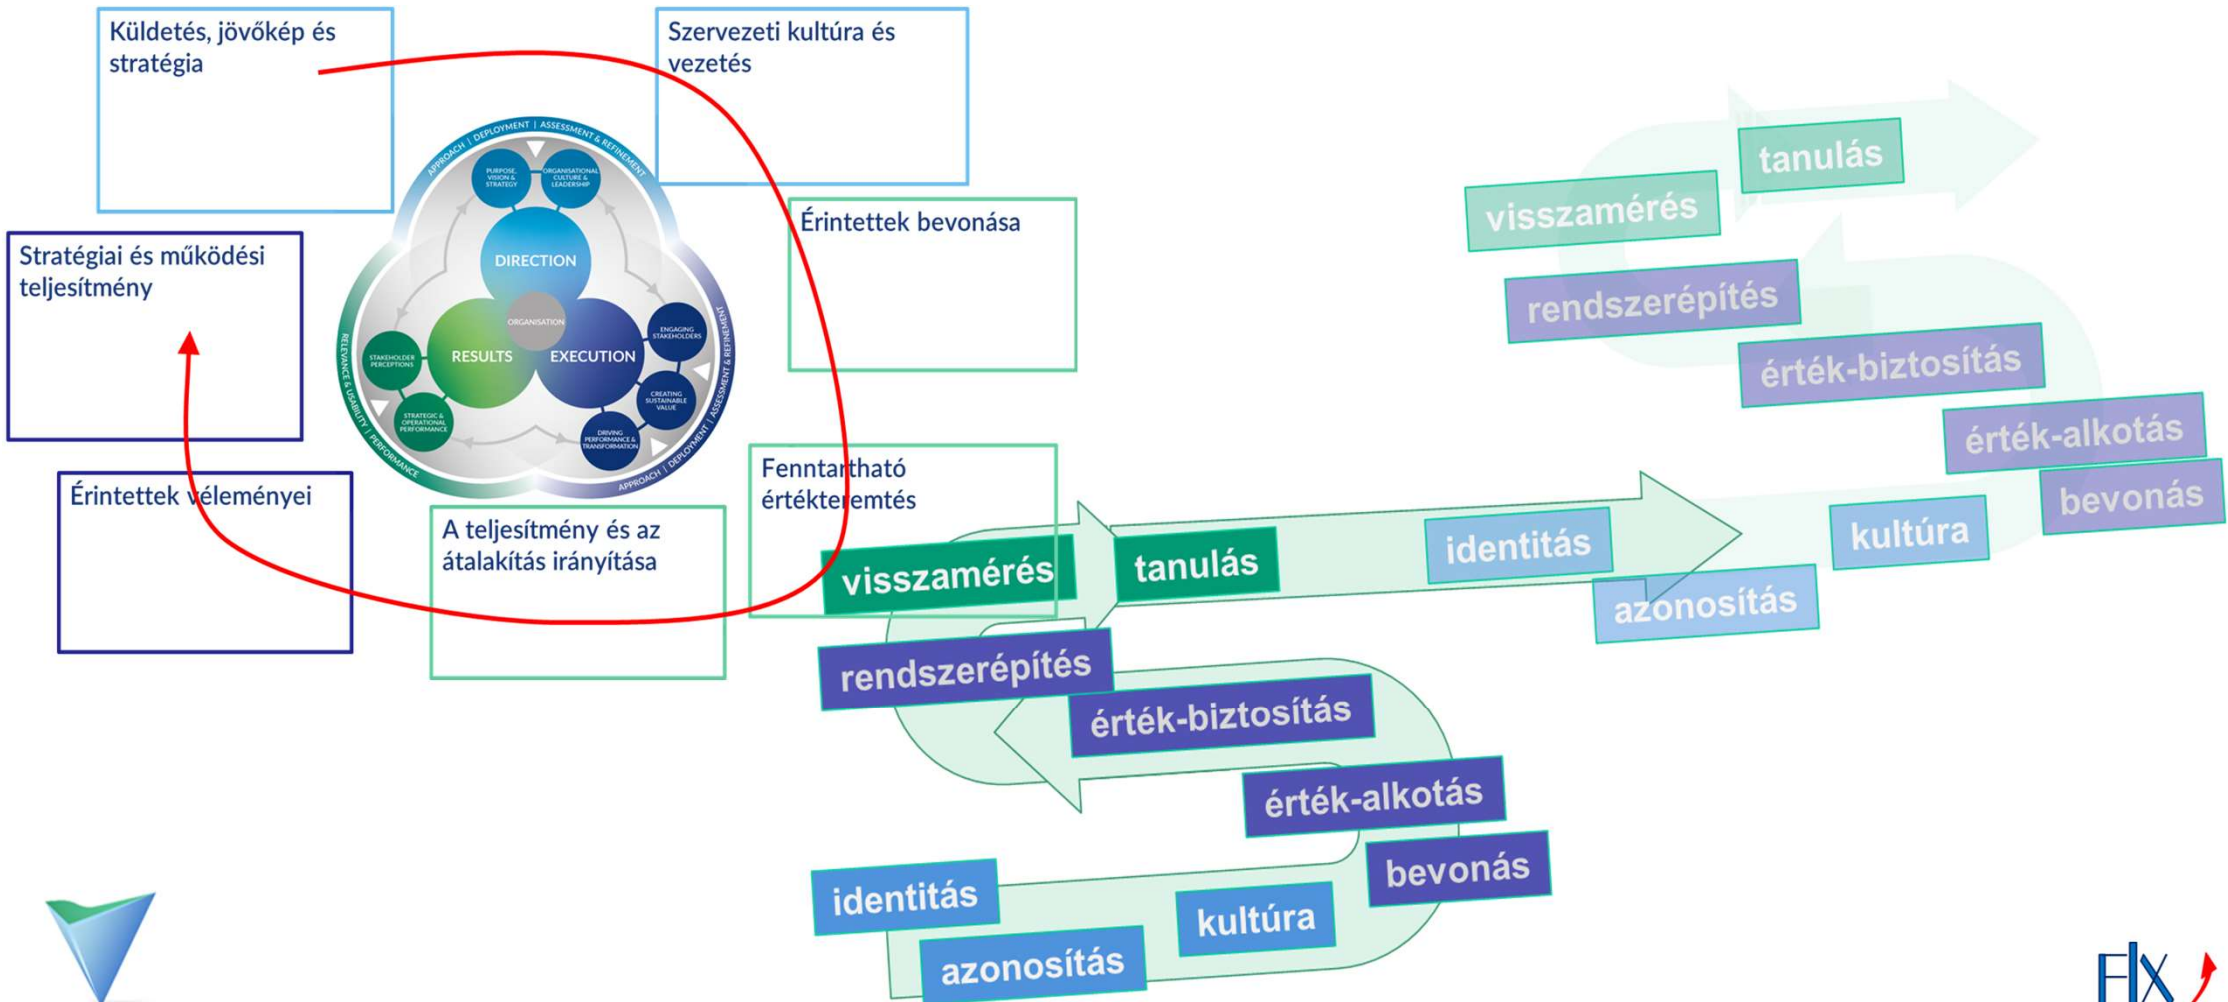 Küldetés, jövőkép és
stratégia
Szervezeti kultúra és
vezetés
Érintettek bevonása
Stratégiai és működési
teljesítmény
Érintettek véleményei
A teljesítmény és az
átalakítás irányítása
Fenntartható
értékteremtés
APPROACH | DEPLOYMENT | ASSESSMENT & REFINEMENT
PURPOSE,
VISION &
STRATEGY
ORGANISATIONAL
CULTURE &
LEADERSHIP
DIRECTION
ORGANISATION
RESULTS
EXECUTION
ENGAGING
STAKEHOLDERS
CREATING
SUSTAINABLE
VALUE
DRIVING
PERFORMANCE &
TRANSFORMATION
STAKEHOLDER
PERCEPTIONS
STRATEGIC &
OPERATIONAL
PERFORMANCE
RELEVANCE & USABILITY | PERFORMANCE
APPROACH | DEPLOYMENT | ASSESSMENT & REFINEMENT
tanulás
visszamérés
rendszerépítés
érték-biztosítás
érték-alkotás
bevonás
kultúra
identitás
azonosítás
visszamérés
tanulás
rendszerépítés
érték-biztosítás
érték-alkotás
bevonás
identitás
kultúra
azonosítás